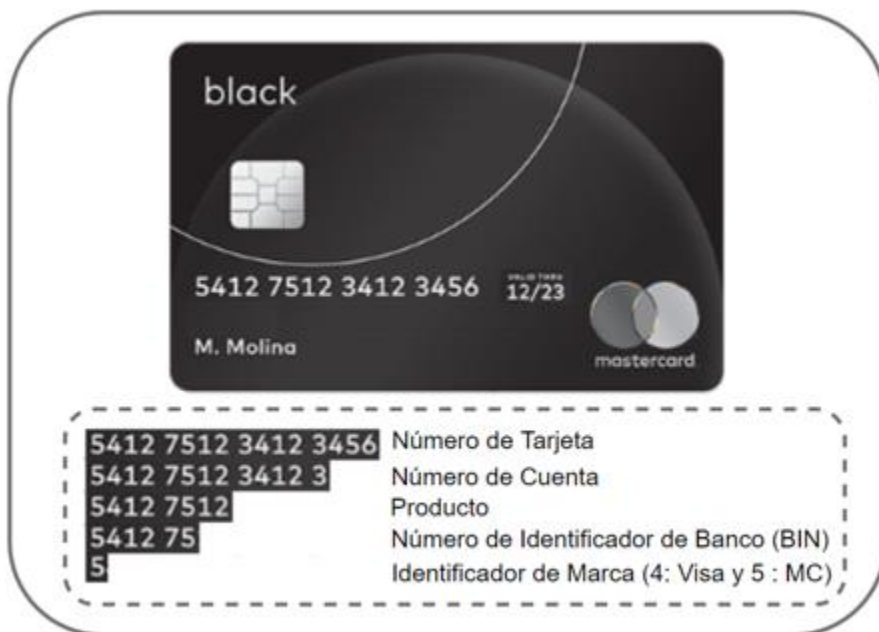 black
5412 7512 3412 3456
VALID THRU
12/23
M. Molina
mastercard
5412 7512 3412 3456 Número de Tarjeta
5412 7512 3412 3 Número de Cuenta
5412 7512 Producto
5412 75 Número de Identificador de Banco (BIN)
5 Identificador de Marca (4: Visa y 5 : MC)